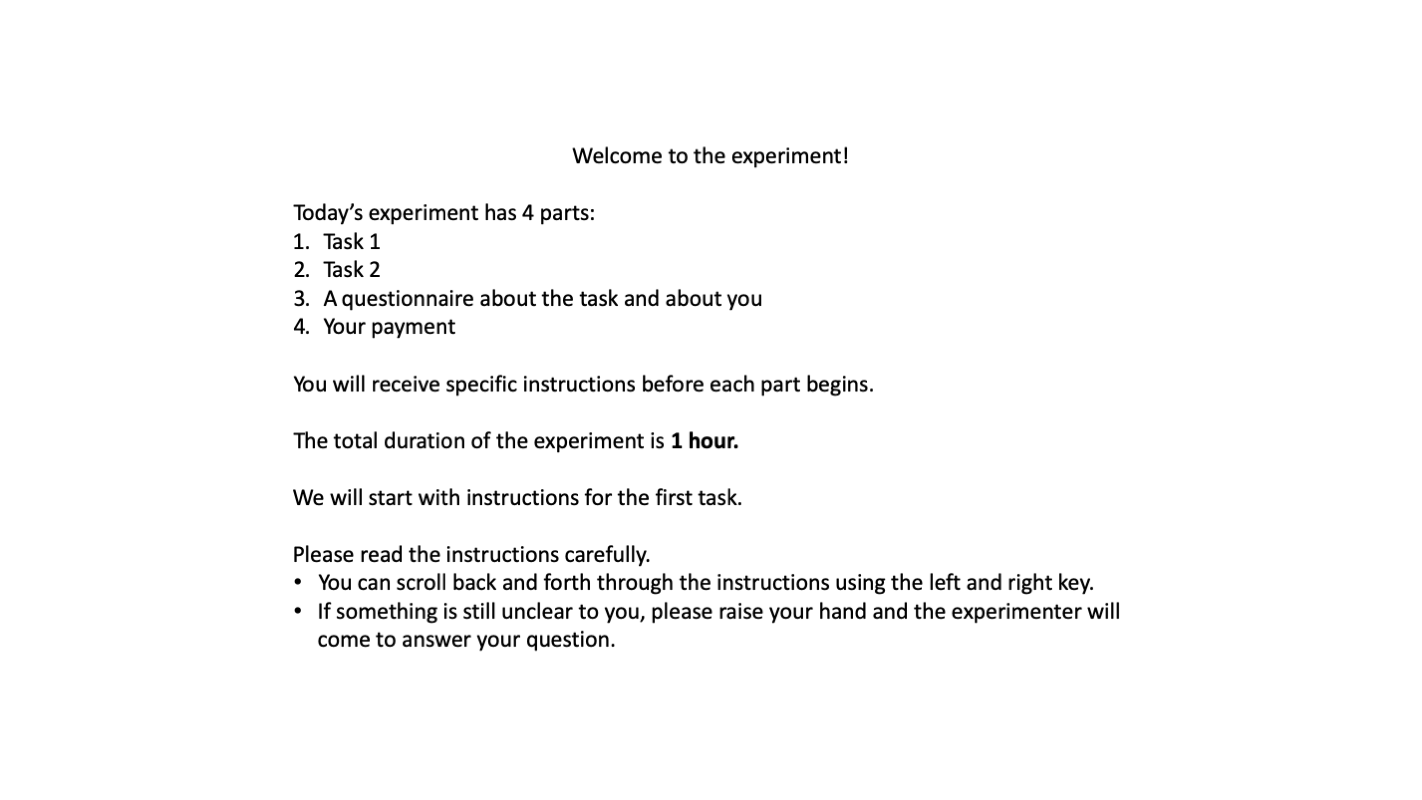 Welcome to the experiment!
Today’s experiment has 4 parts:
1. Task 1
2. Task 2
3. A questionnaire about the task and about you
4. Your payment
You will receive specific instructions before each part begins.
The total duration of the experiment is 1 hour.
We will start with instructions for the first task.
Please read the instructions carefully.
• You can scroll back and forth through the instructions using the left and right key.
• If something is still unclear to you, please raise your hand and the experimenter will
come to answer your question.